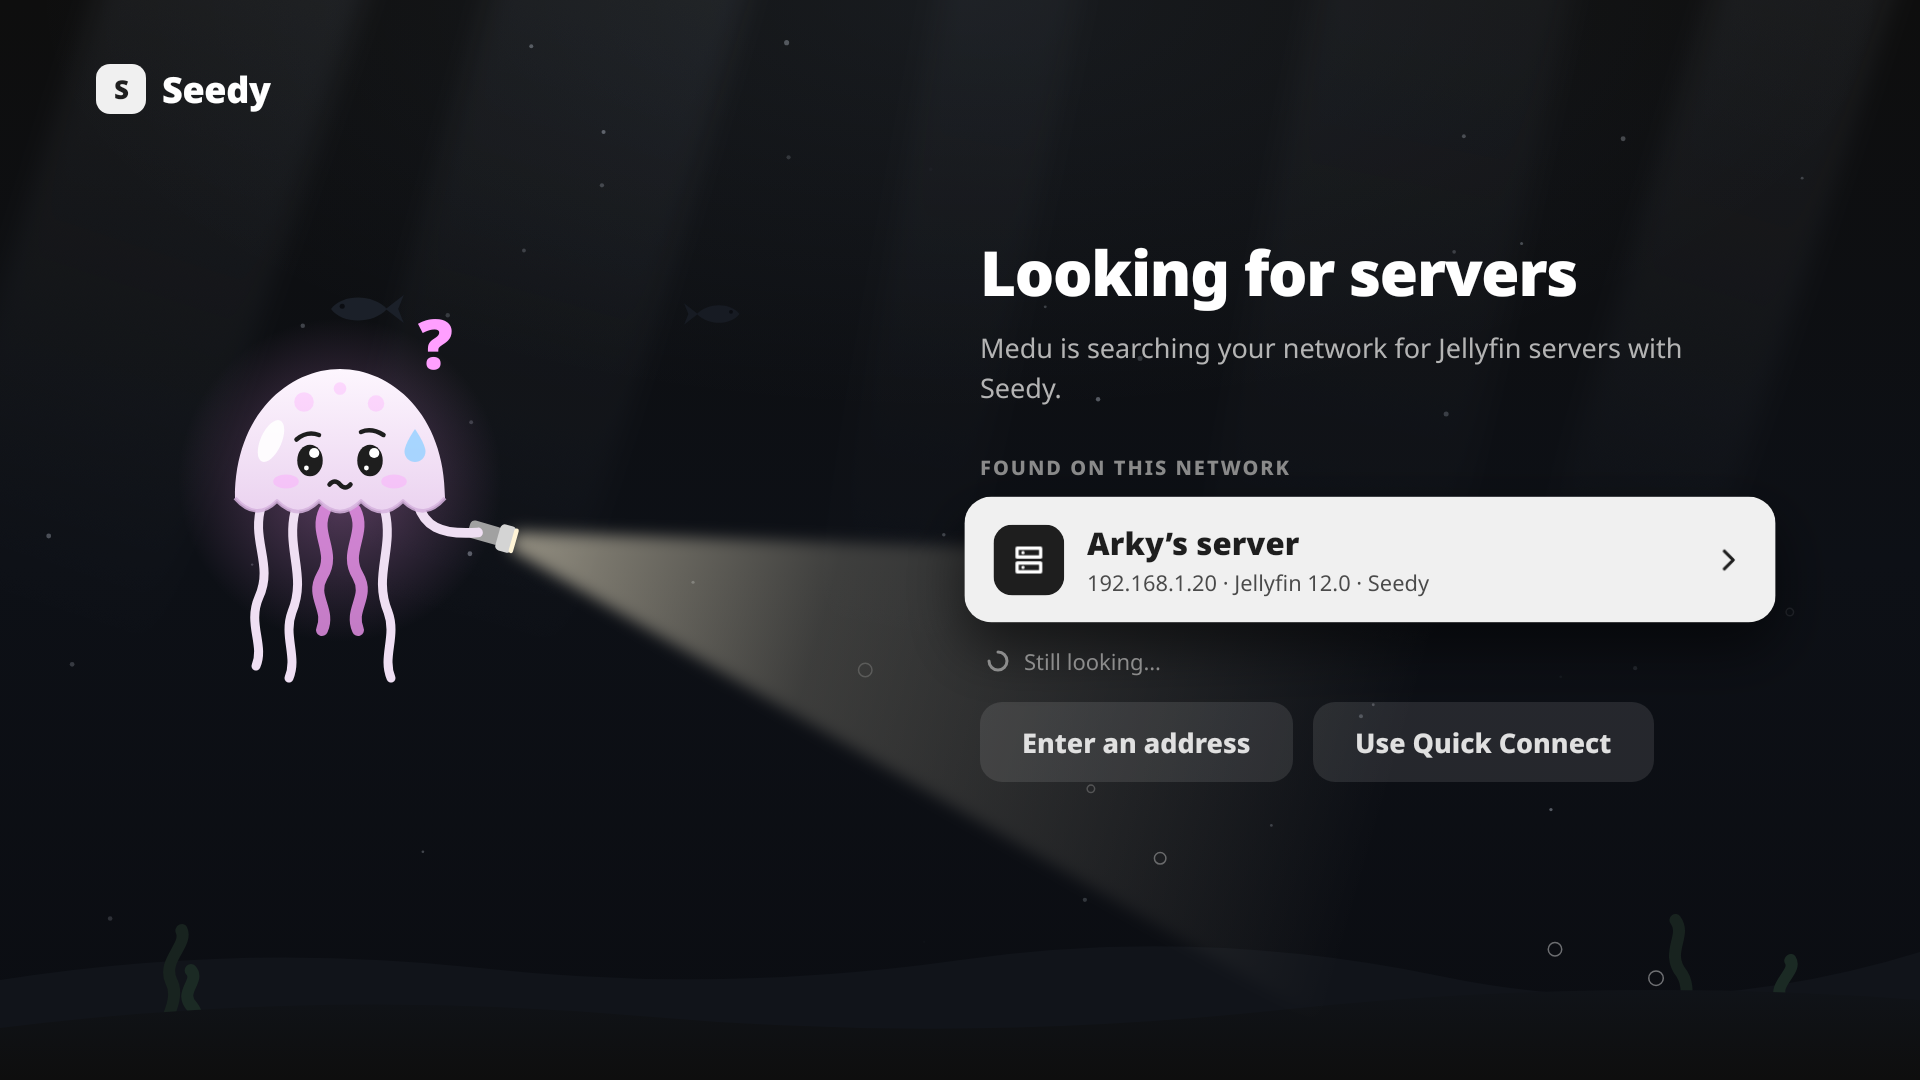 S Seedy
?
Looking for servers
Medu is searching your network for Jellyfin servers with
Seedy.
FOUND ON THIS NETWORK
Arky’s server
192.168.1.20 · Jellyfin 12.0 · Seedy
Still looking…
Enter an address
Use Quick Connect